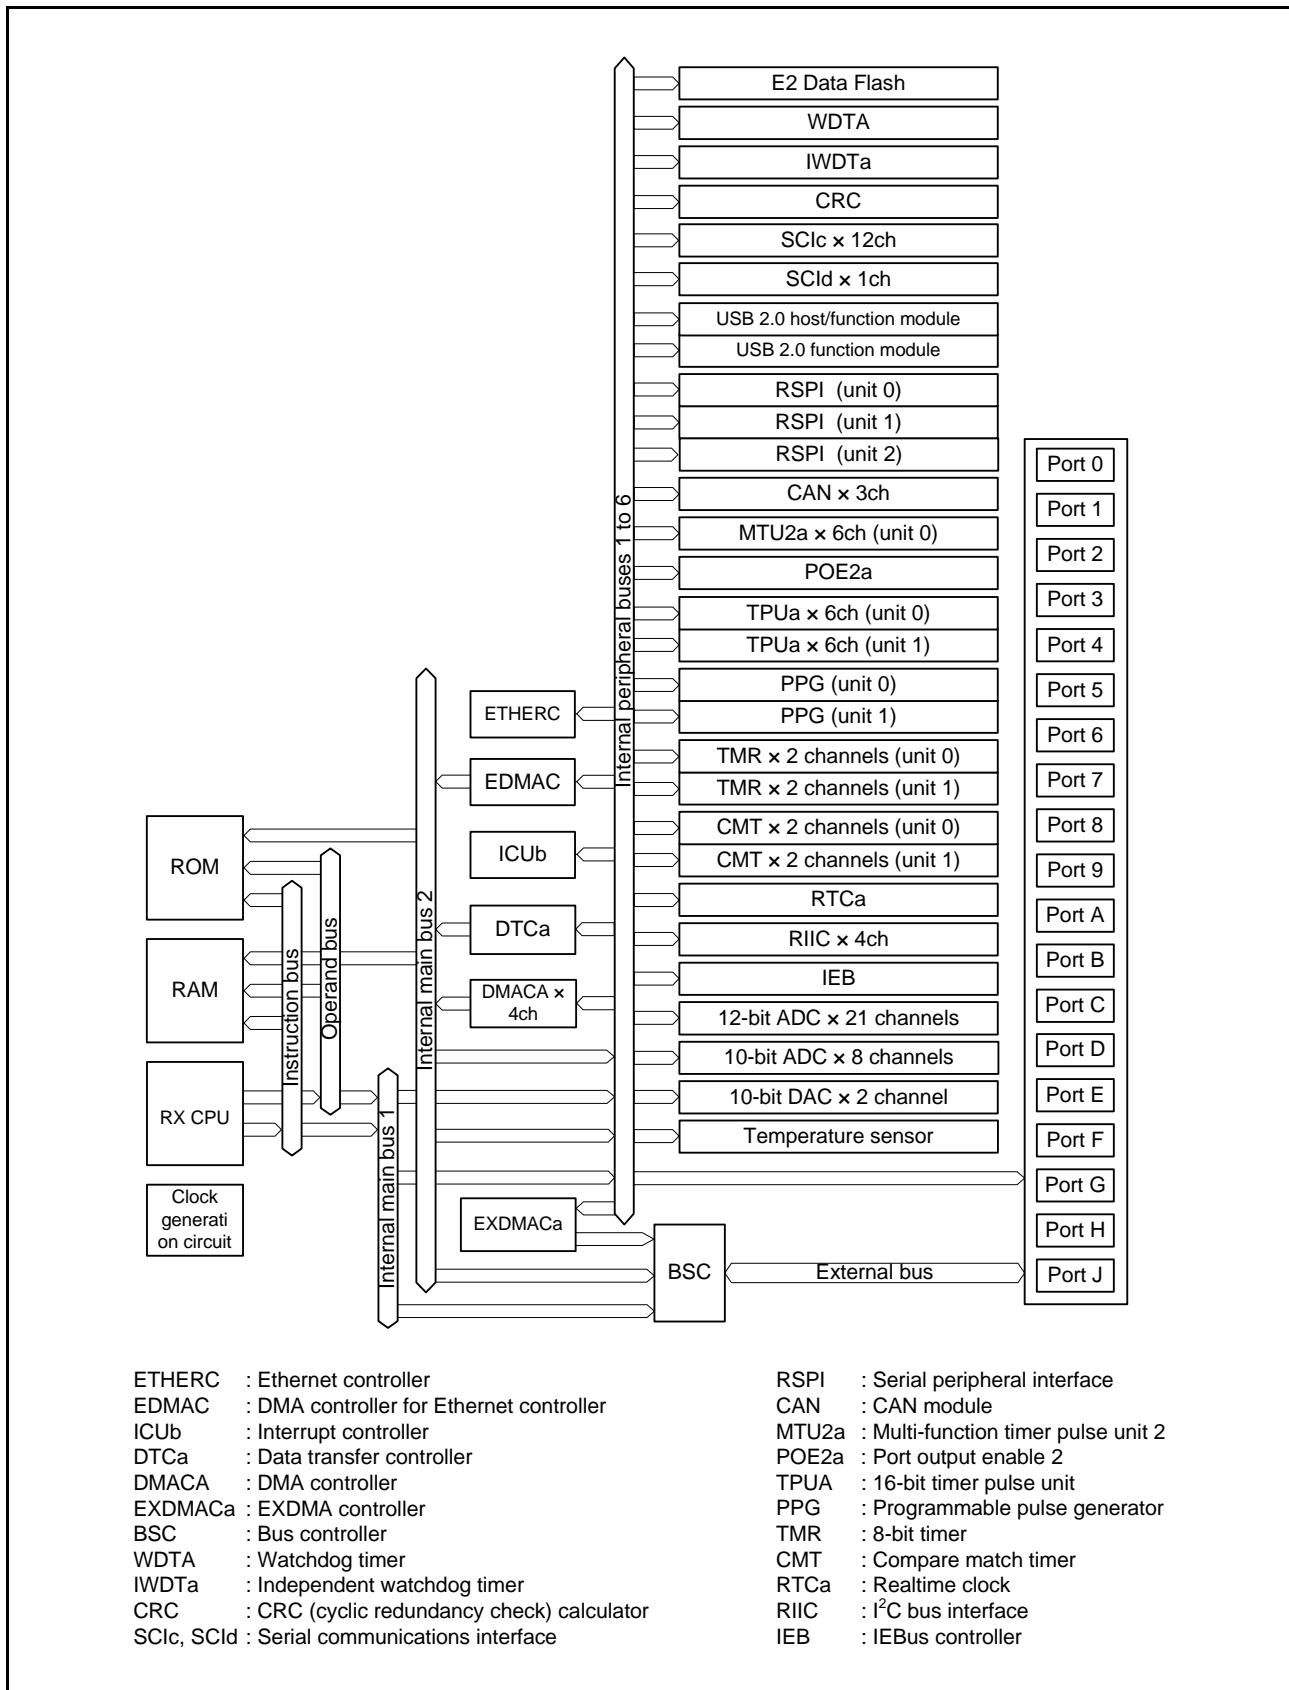 E2 Data Flash
WDTA
IWDTa
CRC
SCIc × 12ch
SCId × 1ch
USB 2.0 host/function module
USB 2.0 function module
RSPI (unit 0)
RSPI (unit 1)
RSPI (unit 2)
CAN × 3ch
MTU2a × 6ch (unit 0)
POE2a
TPUa × 6ch (unit 0)
TPUa × 6ch (unit 1)
PPG (unit 0)
PPG (unit 1)
TMR × 2 channels (unit 0)
TMR × 2 channels (unit 1)
CMT × 2 channels (unit 0)
CMT × 2 channels (unit 1)
RTCa
RIIC × 4ch
IEB
12-bit ADC × 21 channels
10-bit ADC × 8 channels
10-bit DAC × 2 channel
Temperature sensor
Port 0
Port 1
Port 2
Port 3
Port 4
Port 5
Port 6
Port 7
Port 8
Port 9
Port A
Port B
Port C
Port D
Port E
Port F
Port G
Port H
Port J
Internal peripheral buses 1 to 6
ETHERC
EDMAC
ICUb
DTCa
DMACA ×
4ch
EXDMACa
BSC
External bus
Internal main bus 2
Internal main bus 1
Operand bus
Instruction bus
ROM
RAM
RX CPU
Clock
generati
on circuit
ETHERC : Ethernet controller
EDMAC : DMA controller for Ethernet controller
ICUb : Interrupt controller
DTCa : Data transfer controller
DMACA : DMA controller
EXDMACa : EXDMA controller
BSC : Bus controller
WDTA : Watchdog timer
IWDTa : Independent watchdog timer
CRC : CRC (cyclic redundancy check) calculator
SCIc, SCId : Serial communications interface
RSPI : Serial peripheral interface
CAN : CAN module
MTU2a : Multi-function timer pulse unit 2
POE2a : Port output enable 2
TPUA : 16-bit timer pulse unit
PPG : Programmable pulse generator
TMR : 8-bit timer
CMT : Compare match timer
RTCa : Realtime clock
RIIC : I²C bus interface
IEB : IEBus controller